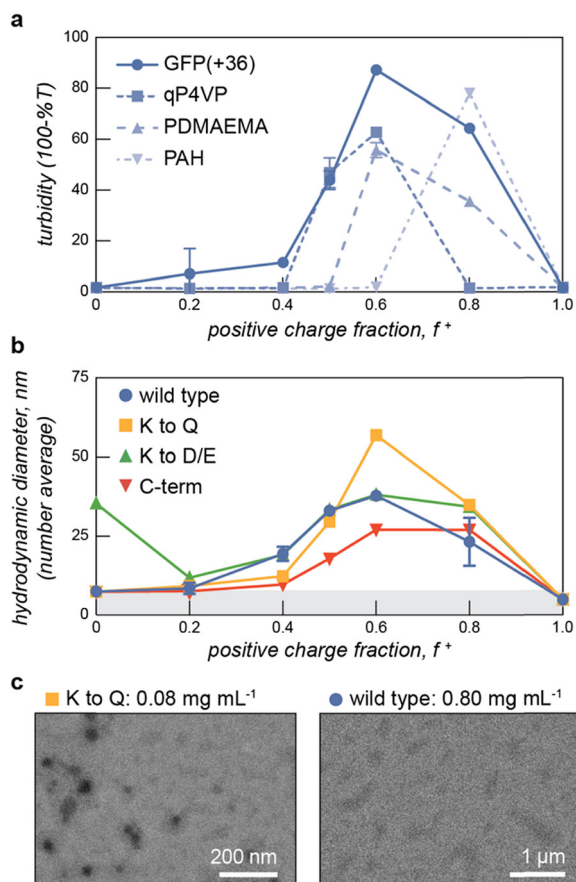 a
100
80
60
40
20
0
turbidity (100-%T)
GFP(+36)
qP4VP
PDMAEMA
PAH
0 0.2 0.4 0.6 0.8 1.0
positive charge fraction, f⁺
b
75
50
25
0
hydrodynamic diameter, nm
(number average)
wild type
K to Q
K to D/E
C-term
0 0.2 0.4 0.6 0.8 1.0
positive charge fraction, f⁺
c
K to Q: 0.08 mg mL⁻¹
wild type: 0.80 mg mL⁻¹
200 nm
1 μm